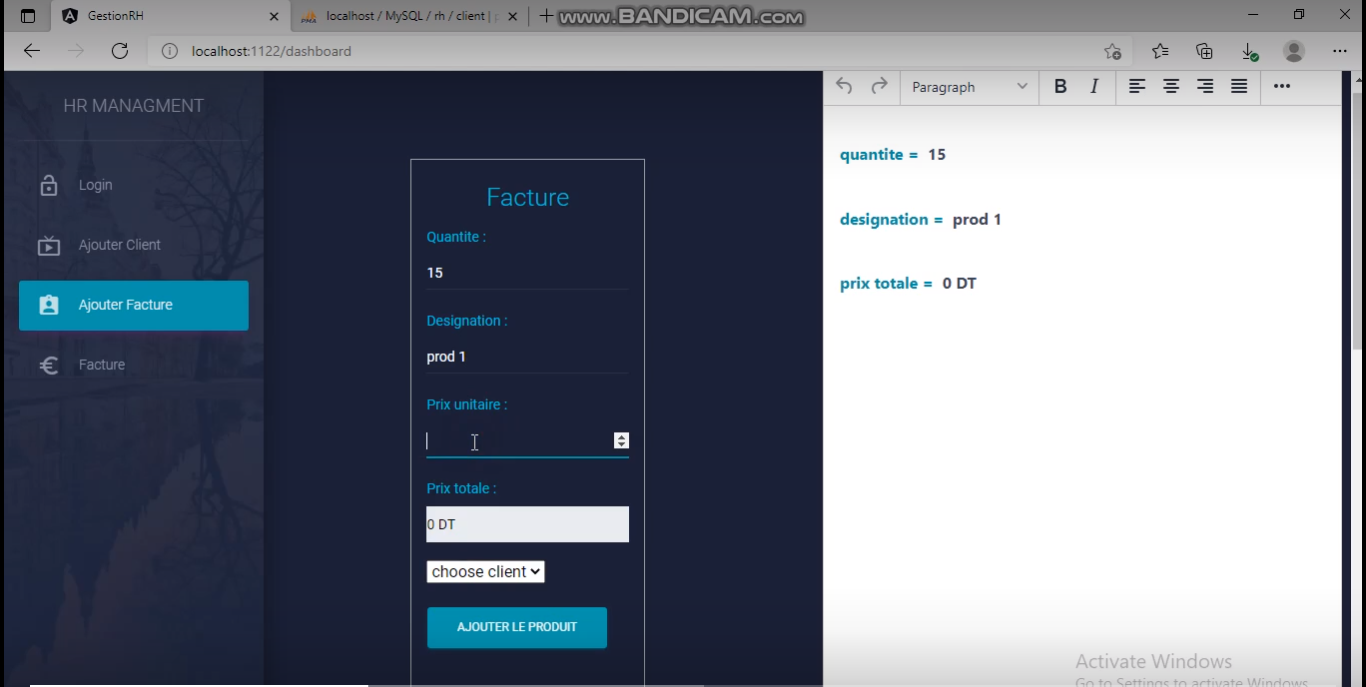 GestionRH
localhost / MySQL / rh / client |
www.BANDICAM.com
localhost:1122/dashboard
HR MANAGMENT
Login
Ajouter Client
Ajouter Facture
Facture
Facture
Quantite :
15
Designation :
prod 1
Prix unitaire :
Prix totale :
0 DT
choose client
AJOUTER LE PRODUIT
Paragraph
B I
quantite = 15
designation = prod 1
prix totale = 0 DT
Activate Windows
Go to Settings to activate Windows